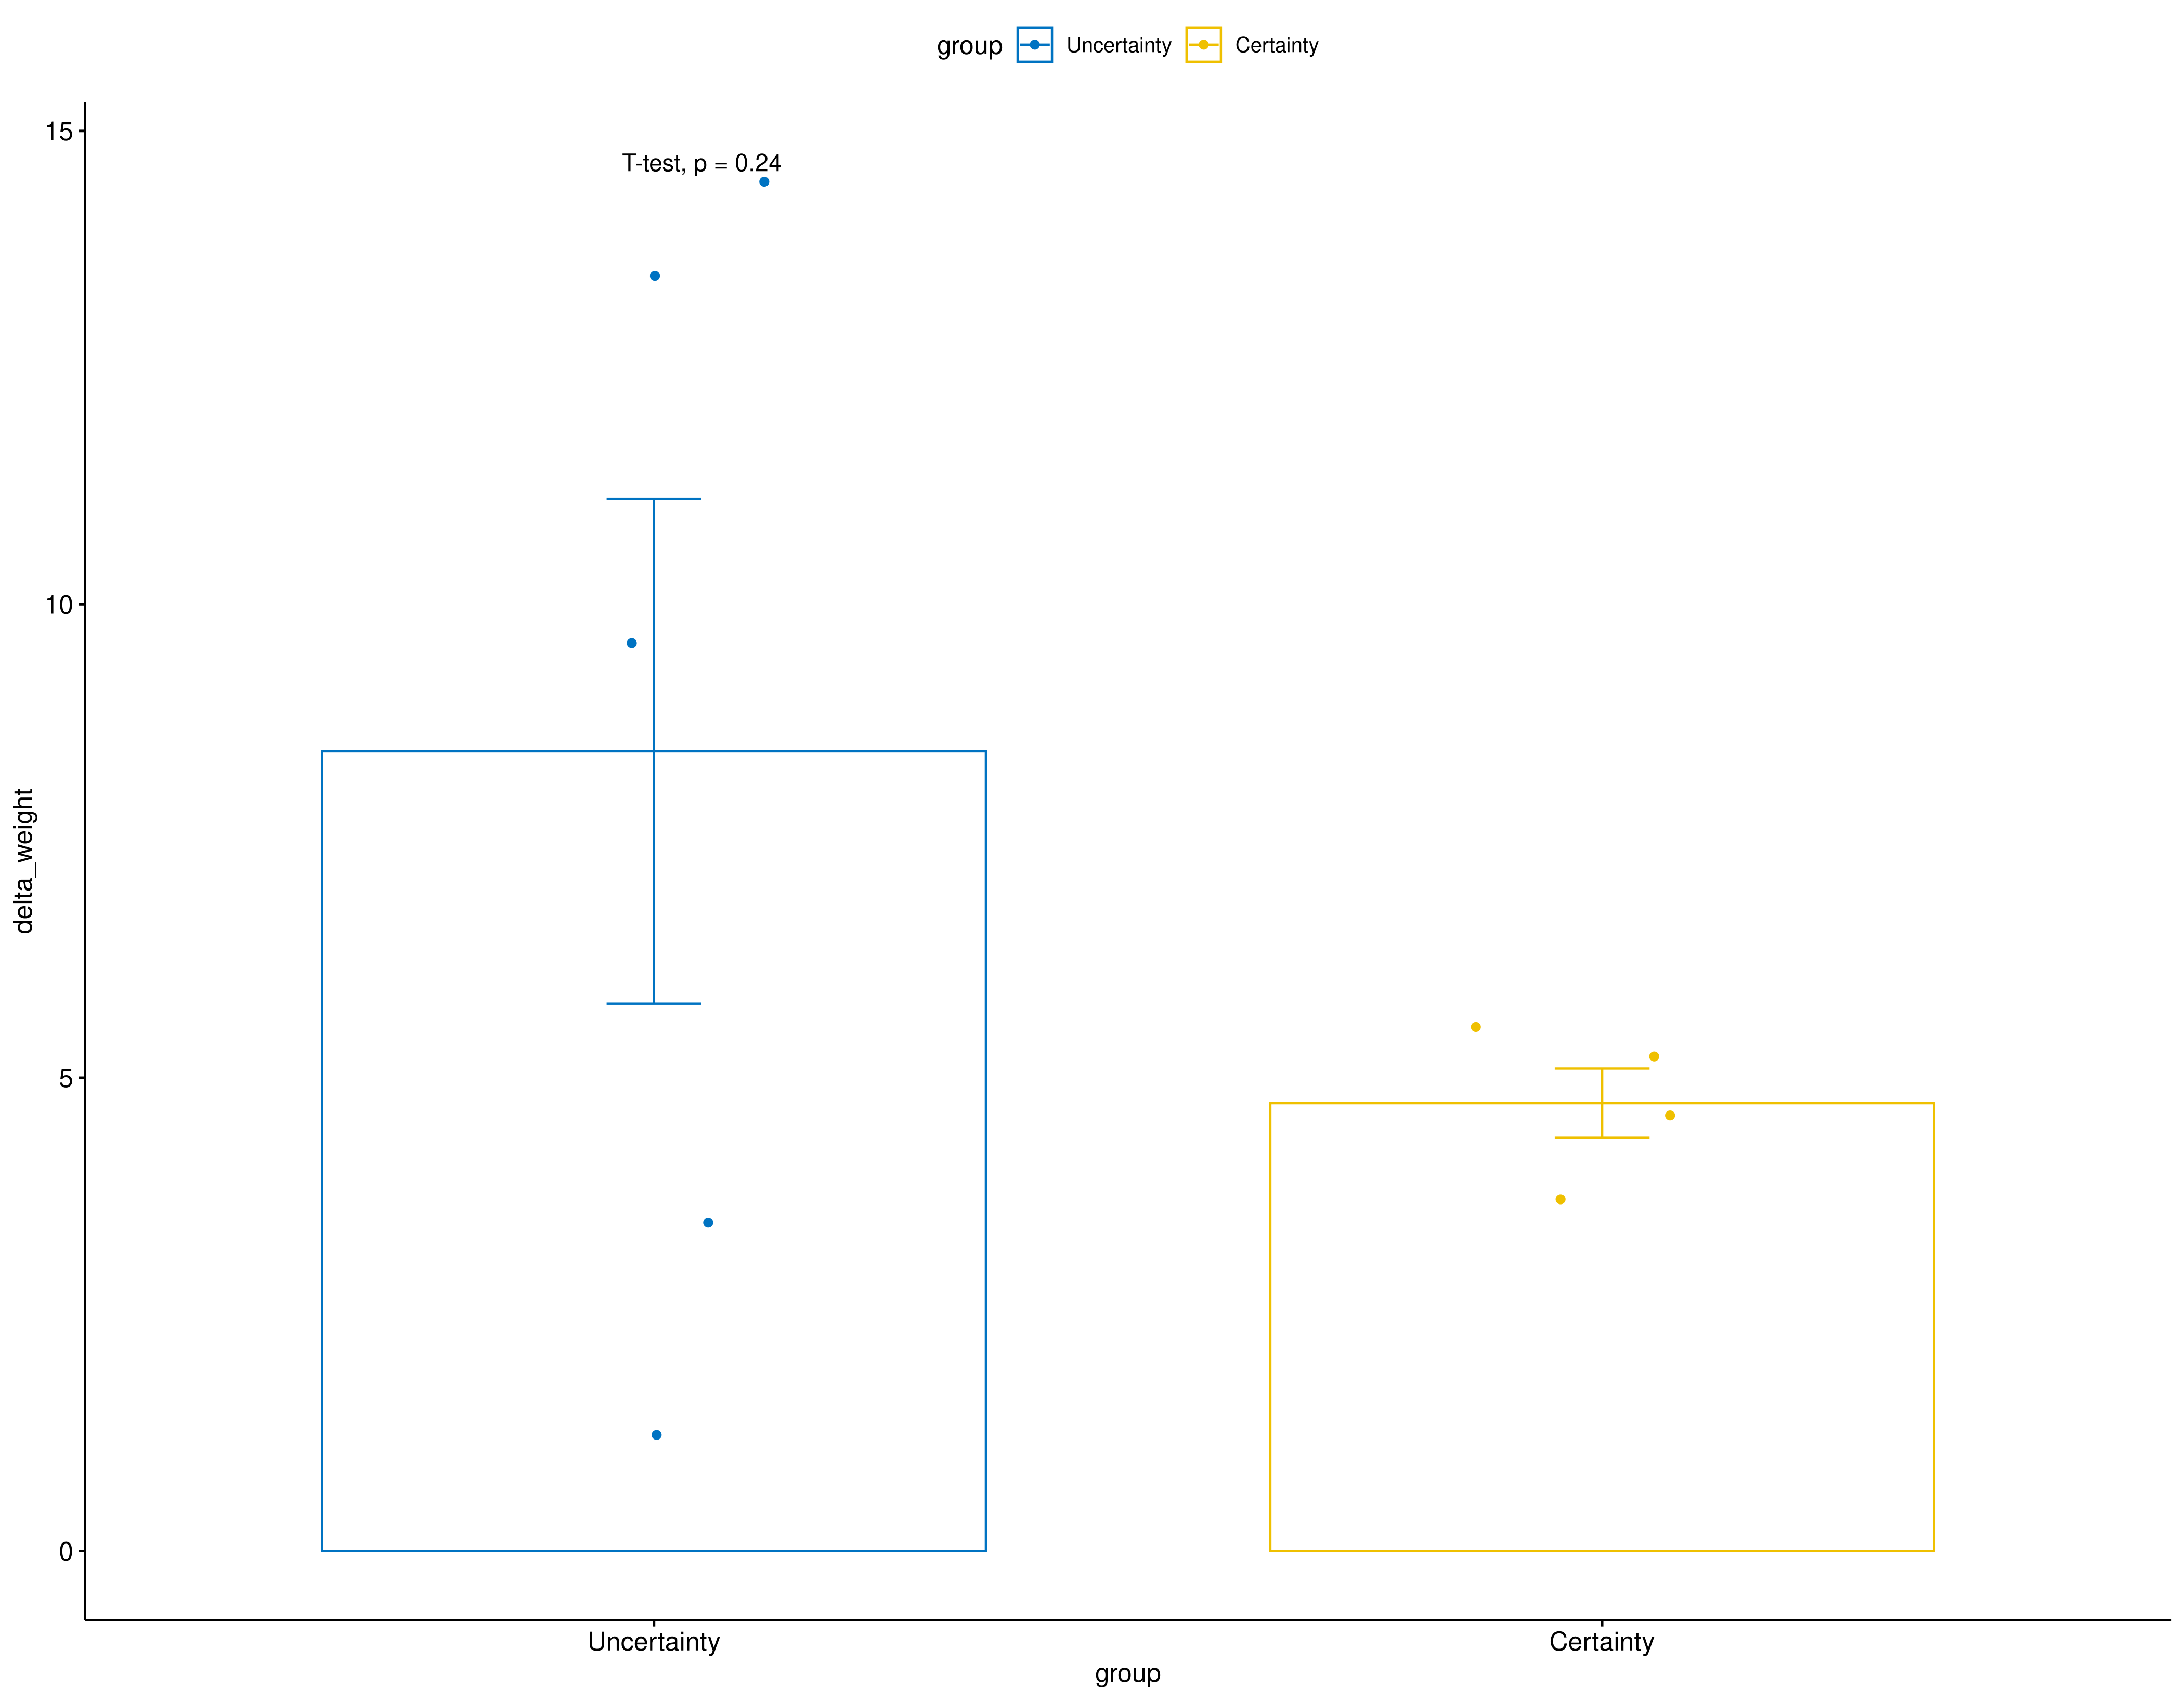 group Uncertainty Certainty
15
T-test, p = 0.24
10
5
0
delta_weight
Uncertainty Certainty
group